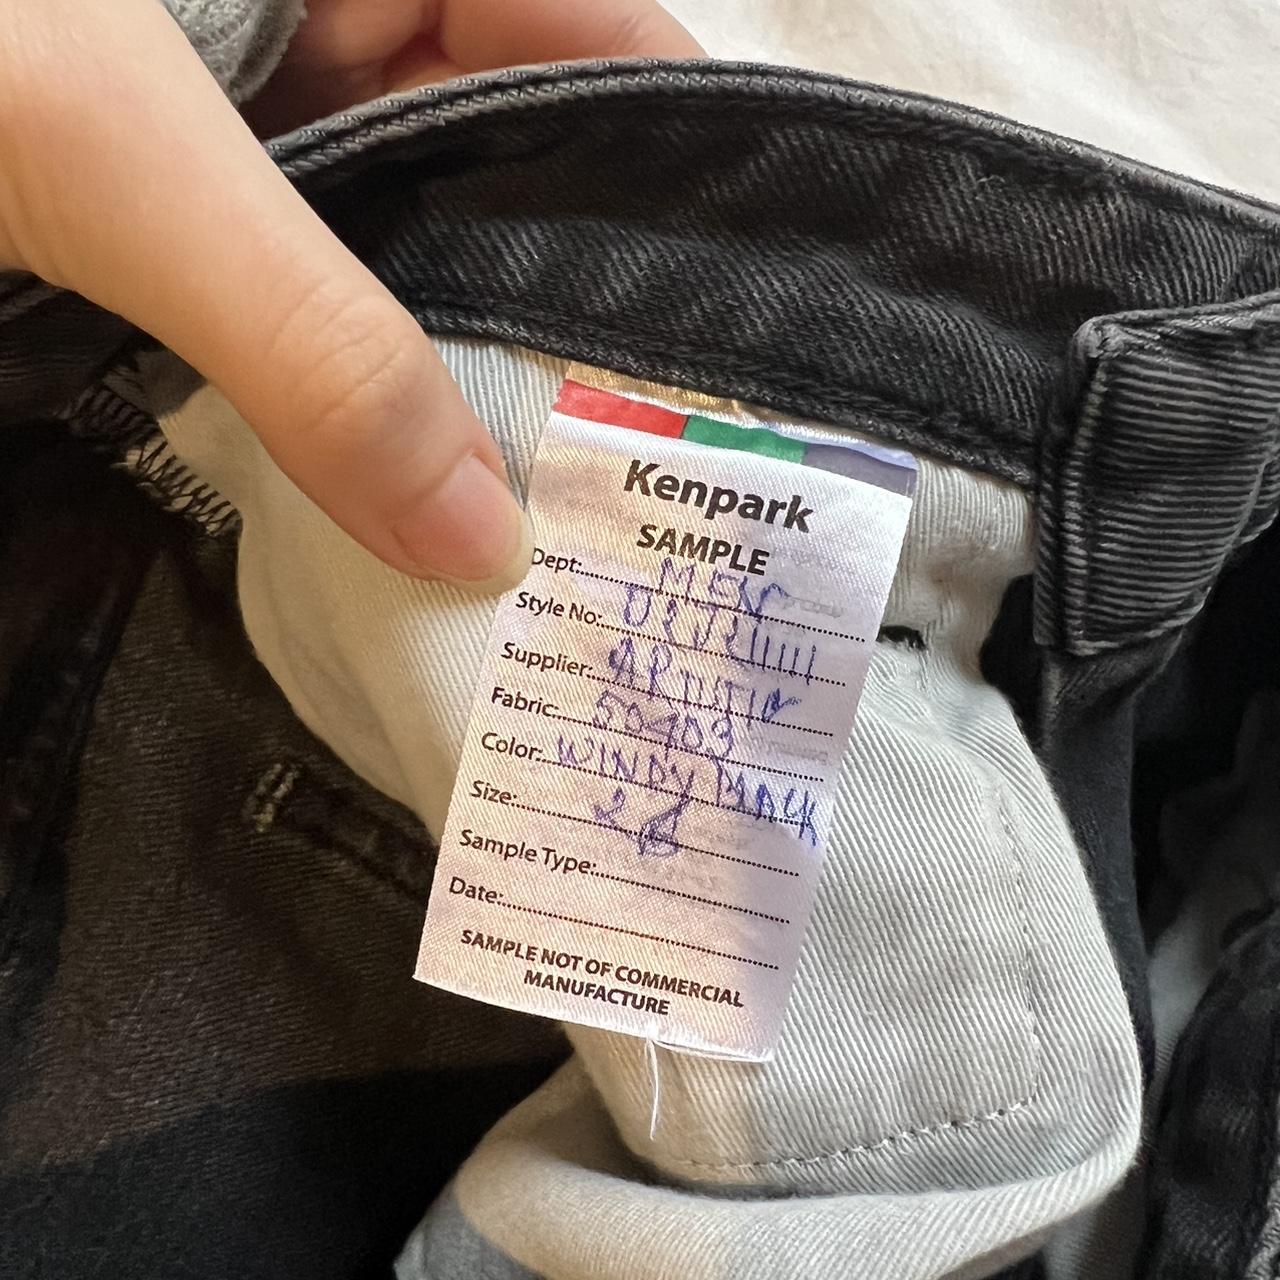 Kenpark
SAMPLE
Dept: MEN
Style No:
Supplier:
Fabric
Color: WINDY BLACK
Size:
Sample Type:
Date:
SAMPLE NOT OF COMMERCIAL
MANUFACTURE